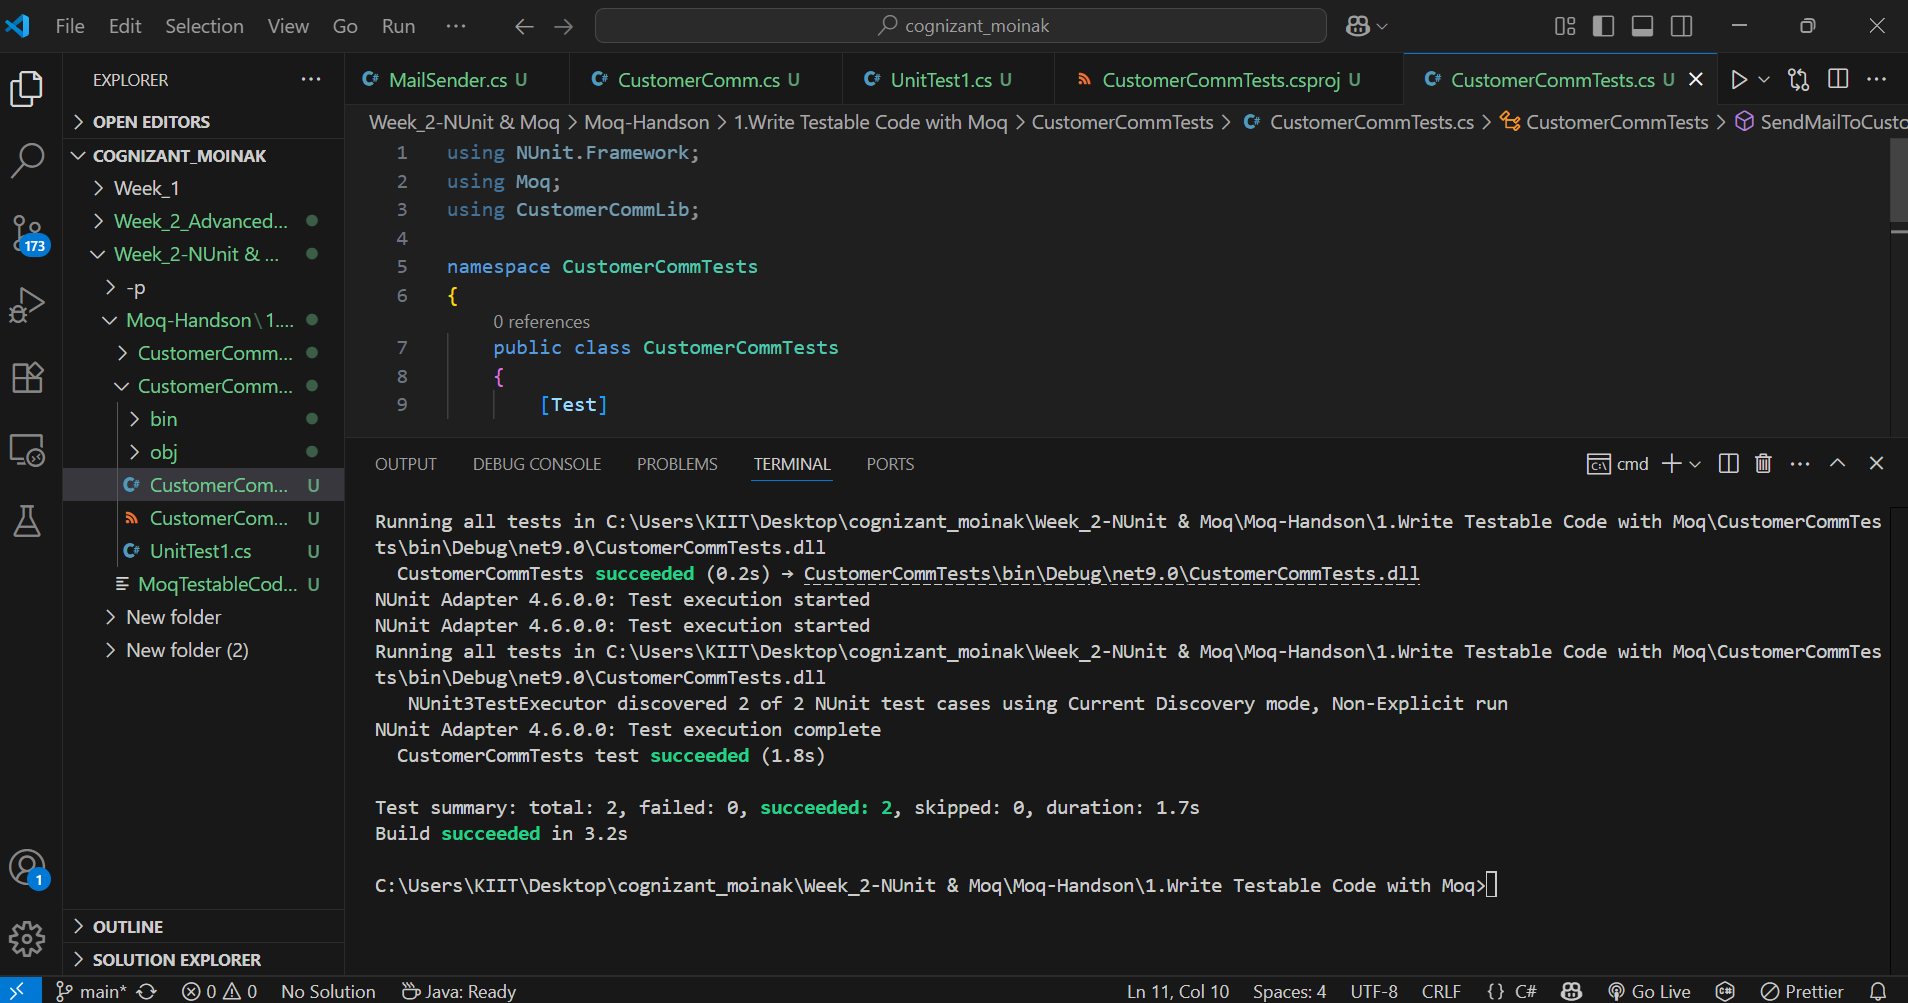 File Edit Selection View Go Run ··· cognizant_moinak
EXPLORER ···
OPEN EDITORS
COGNIZANT_MOINAK
Week_1
Week_2_Advanced...
Week_2-NUnit & ...
-p
Moq-Handson\1....
CustomerComm...
CustomerComm...
bin
obj
CustomerCom... U
CustomerCom... U
UnitTest1.cs U
MoqTestableCod... U
New folder
New folder (2)
OUTLINE
SOLUTION EXPLORER
173
1
MailSender.cs U CustomerComm.cs U UnitTest1.cs U CustomerCommTests.csproj U CustomerCommTests.cs U
Week_2-NUnit & Moq > Moq-Handson > 1.Write Testable Code with Moq > CustomerCommTests > CustomerCommTests.cs > CustomerCommTests > SendMailToCusto
1 using NUnit.Framework;
2 using Moq;
3 using CustomerCommLib;
4
5 namespace CustomerCommTests
6 {
0 references
7 public class CustomerCommTests
8 {
9 [Test]
OUTPUT DEBUG CONSOLE PROBLEMS TERMINAL PORTS cmd
Running all tests in C:\Users\KIIT\Desktop\cognizant_moinak\Week_2-NUnit & Moq\Moq-Handson\1.Write Testable Code with Moq\CustomerCommTes
ts\bin\Debug\net9.0\CustomerCommTests.dll
CustomerCommTests succeeded (0.2s) → CustomerCommTests\bin\Debug\net9.0\CustomerCommTests.dll
NUnit Adapter 4.6.0.0: Test execution started
NUnit Adapter 4.6.0.0: Test execution started
Running all tests in C:\Users\KIIT\Desktop\cognizant_moinak\Week_2-NUnit & Moq\Moq-Handson\1.Write Testable Code with Moq\CustomerCommTes
ts\bin\Debug\net9.0\CustomerCommTests.dll
NUnit3TestExecutor discovered 2 of 2 NUnit test cases using Current Discovery mode, Non-Explicit run
NUnit Adapter 4.6.0.0: Test execution complete
CustomerCommTests test succeeded (1.8s)
Test summary: total: 2, failed: 0, succeeded: 2, skipped: 0, duration: 1.7s
Build succeeded in 3.2s
C:\Users\KIIT\Desktop\cognizant_moinak\Week_2-NUnit & Moq\Moq-Handson\1.Write Testable Code with Moq>
main* 0 0 No Solution Java: Ready Ln 11, Col 10 Spaces: 4 UTF-8 CRLF {} C# Go Live Prettier